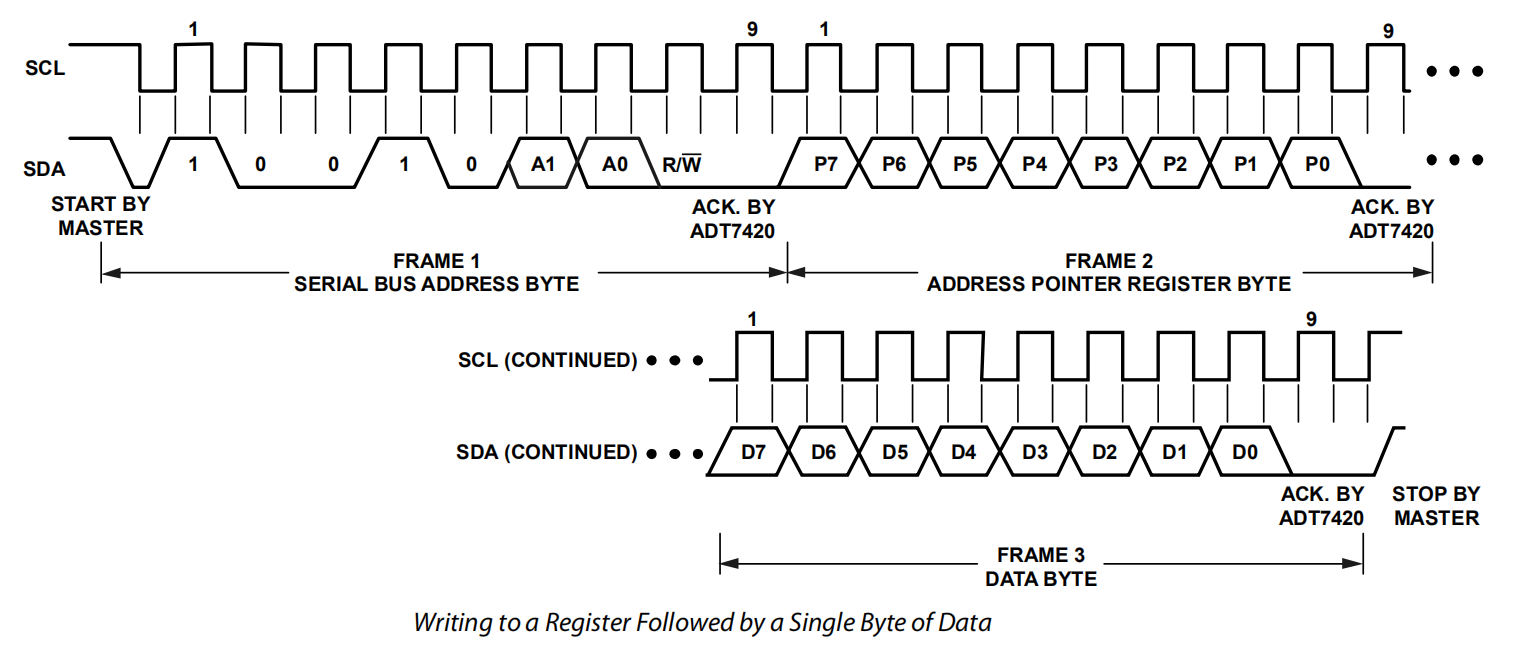 1 9 1 9
SCL
SDA
1 0 0 1 0 A1 A0 R/W̅ P7 P6 P5 P4 P3 P2 P1 P0
START BY
MASTER
ACK. BY
ADT7420
ACK. BY
ADT7420
FRAME 1
SERIAL BUS ADDRESS BYTE
FRAME 2
ADDRESS POINTER REGISTER BYTE
1 9
SCL (CONTINUED)
SDA (CONTINUED)
D7 D6 D5 D4 D3 D2 D1 D0
ACK. BY
ADT7420
STOP BY
MASTER
FRAME 3
DATA BYTE
Writing to a Register Followed by a Single Byte of Data